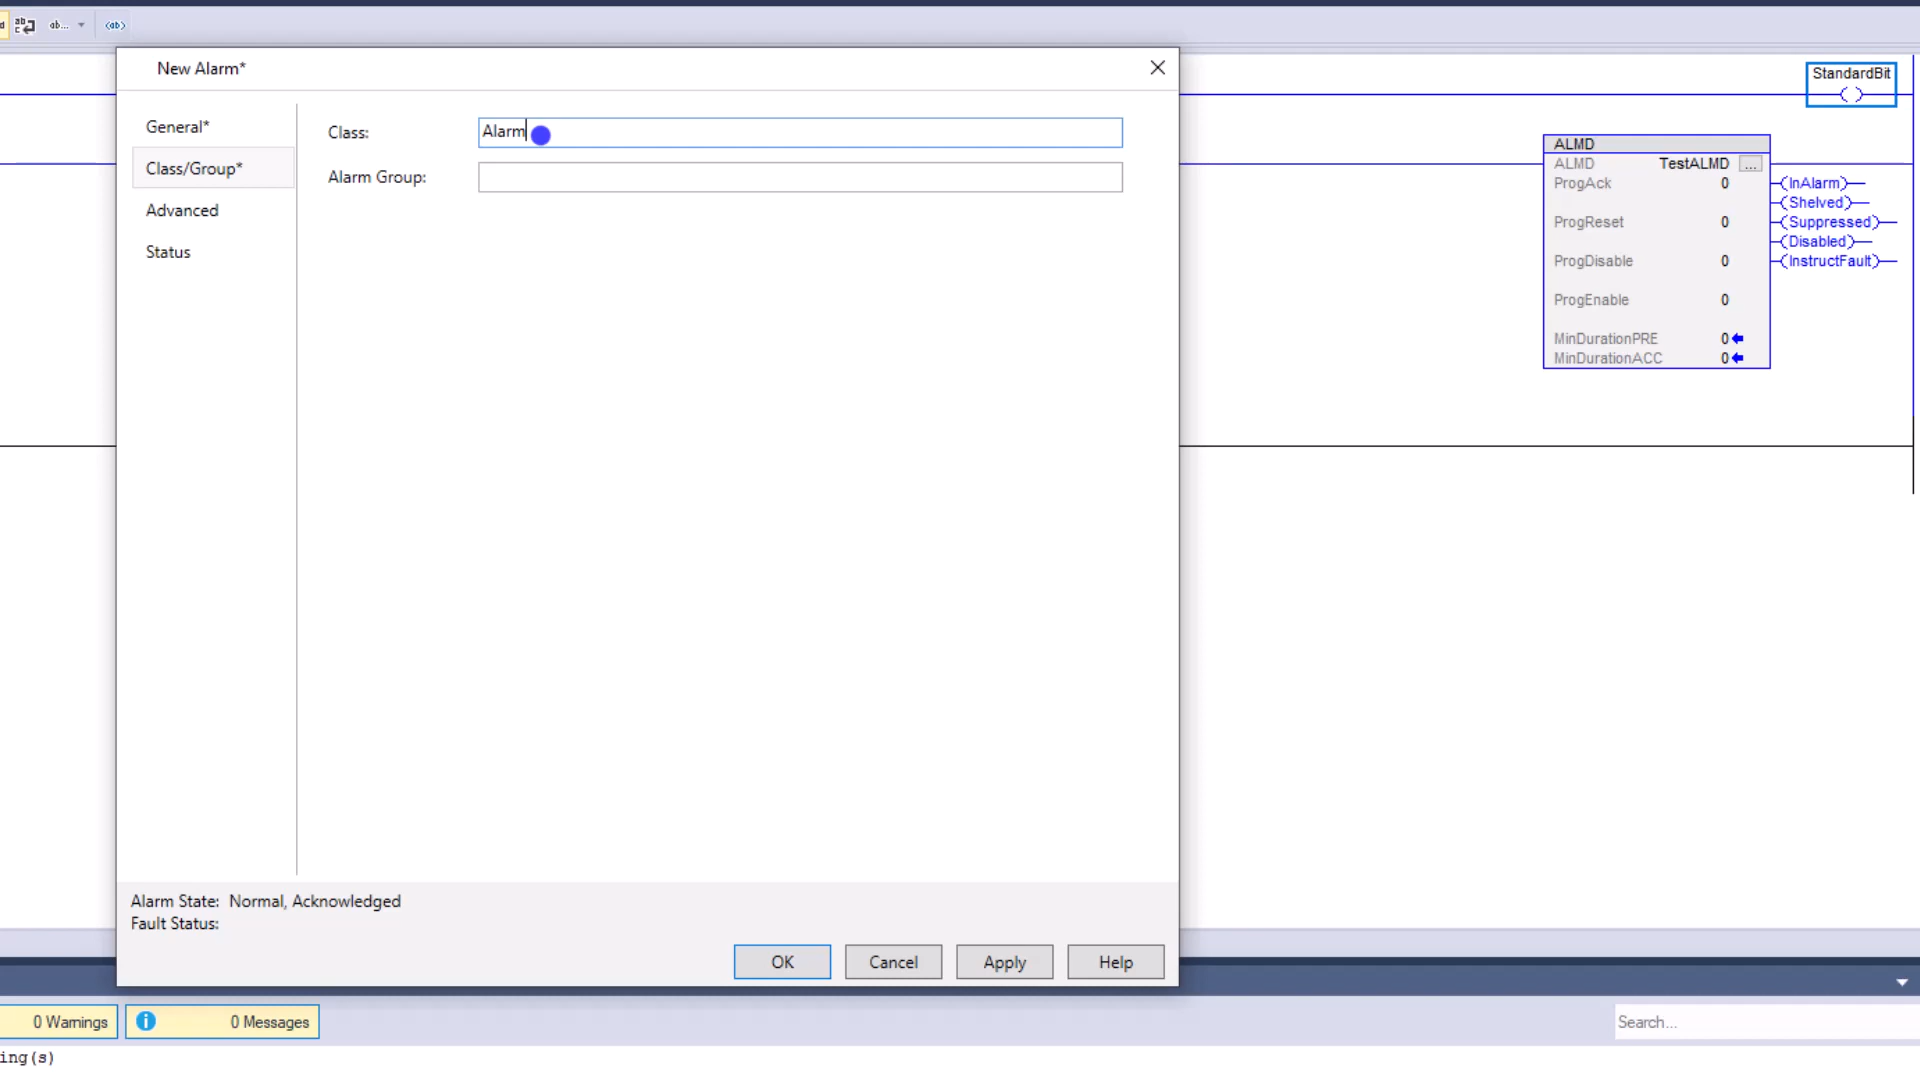 ab...
New Alarm*
General*
Class/Group*
Advanced
Status
Class: Alarm
Alarm Group:
Alarm State: Normal, Acknowledged
Fault Status:
OK
Cancel
Apply
Help
StandardBit
ALMD
ALMD TestALMD ...
ProgAck 0
ProgReset 0
ProgDisable 0
ProgEnable 0
MinDurationPRE 0
MinDurationACC 0
InAlarm
Shelved
Suppressed
Disabled
InstructFault
0 Warnings
0 Messages
Search...
ing(s)